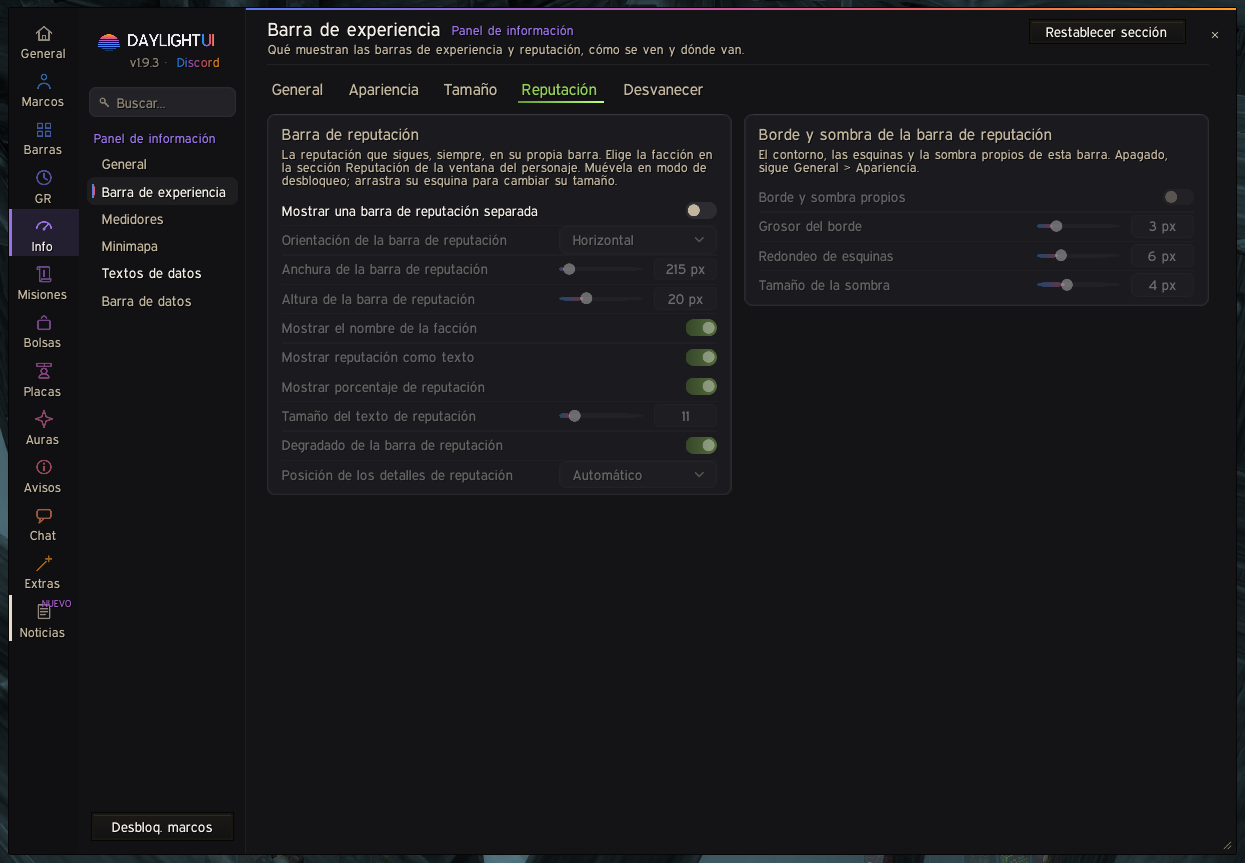 General
Marcos
Barras
GR
Info
Misiones
Bolsas
Placas
Auras
Avisos
Chat
Extras
NUEVO
Noticias
DAYLIGHTUI
v1.9.3 · Discord
Buscar...
Panel de información
General
Barra de experiencia
Medidores
Minimapa
Textos de datos
Barra de datos
Desbloq. marcos
Barra de experiencia Panel de información
Qué muestran las barras de experiencia y reputación, cómo se ven y dónde van.
Restablecer sección
×
General Apariencia Tamaño Reputación Desvanecer
Barra de reputación
La reputación que sigues, siempre, en su propia barra. Elige la facción en
la sección Reputación de la ventana del personaje. Muévela en modo de
desbloqueo; arrastra su esquina para cambiar su tamaño.
Mostrar una barra de reputación separada
Orientación de la barra de reputación Horizontal
Anchura de la barra de reputación 215 px
Altura de la barra de reputación 20 px
Mostrar el nombre de la facción
Mostrar reputación como texto
Mostrar porcentaje de reputación
Tamaño del texto de reputación 11
Degradado de la barra de reputación
Posición de los detalles de reputación Automático
Borde y sombra de la barra de reputación
El contorno, las esquinas y la sombra propios de esta barra. Apagado,
sigue General > Apariencia.
Borde y sombra propios
Grosor del borde 3 px
Redondeo de esquinas 6 px
Tamaño de la sombra 4 px